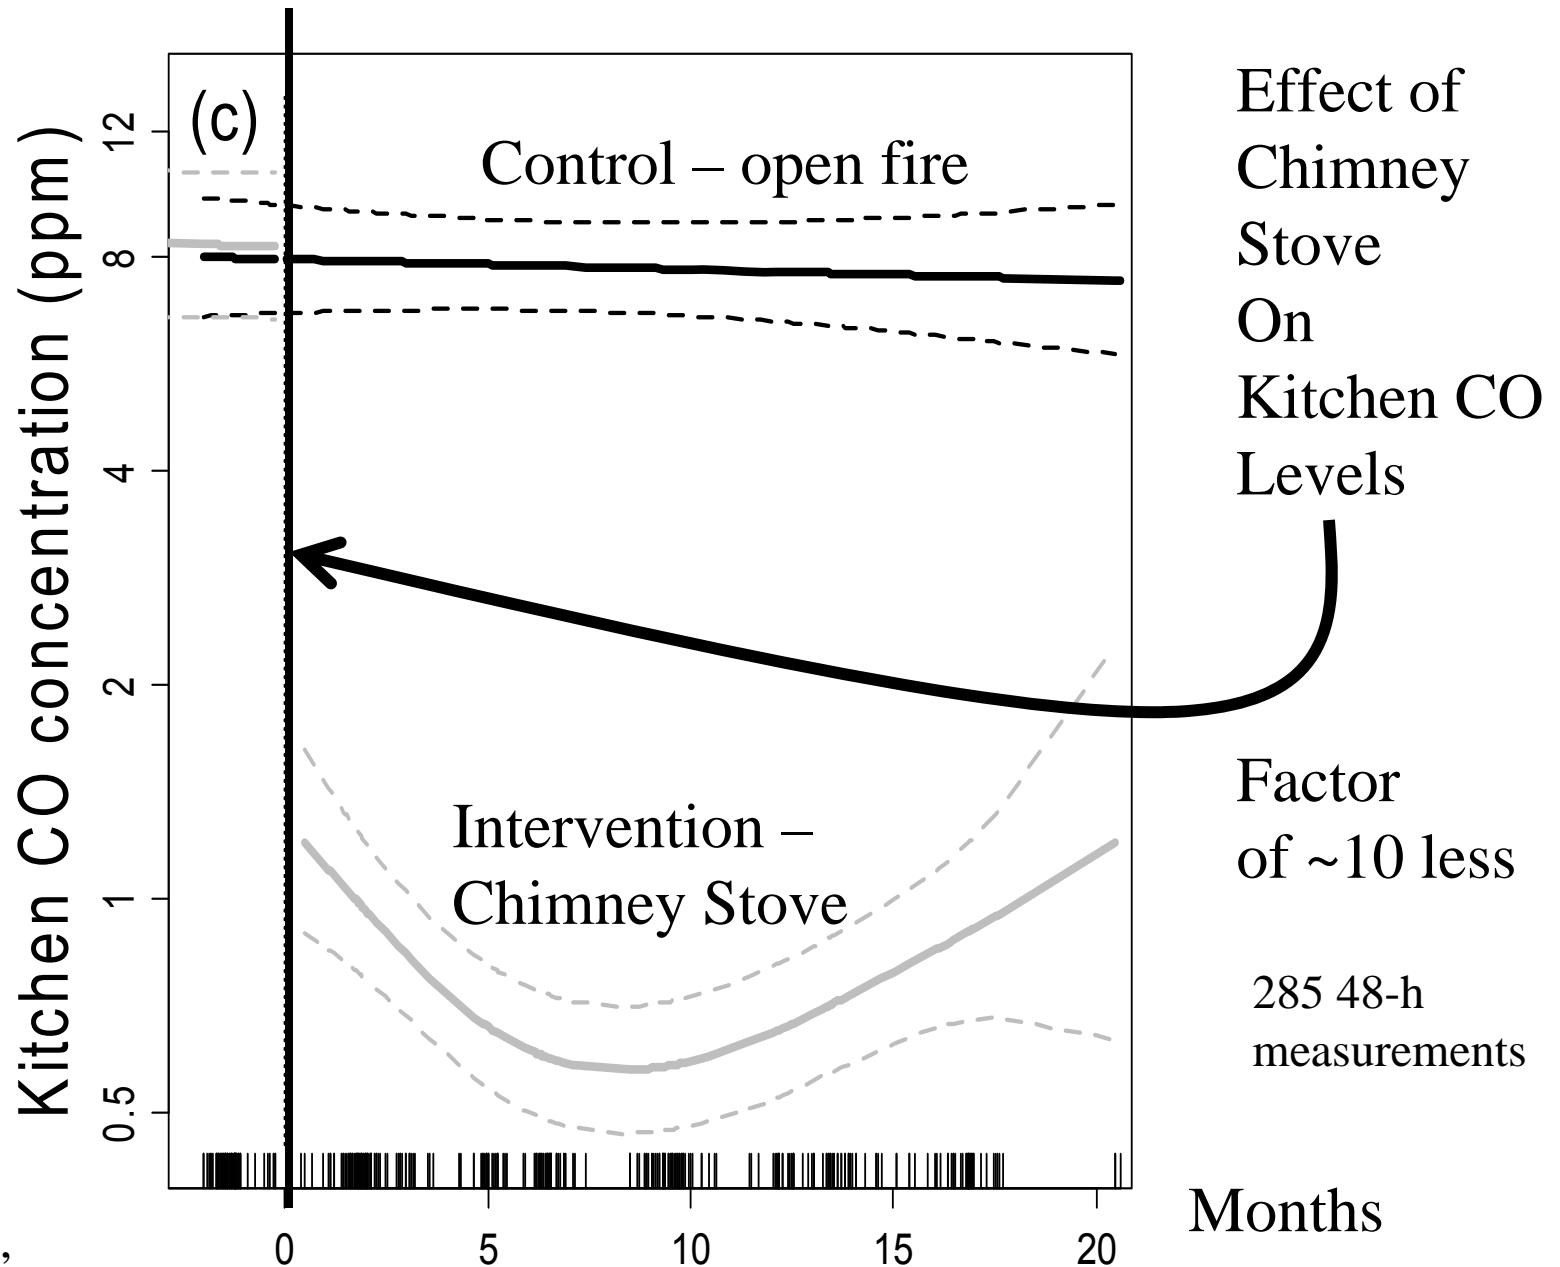 (c)
Control – open fire
Kitchen CO concentration (ppm)
12
8
4
2
1
0.5
Intervention –
Chimney Stove
0
5
10
15
20
Months
Effect of
Chimney
Stove
On
Kitchen CO
Levels
Factor
of ~10 less
285 48-h
measurements
,